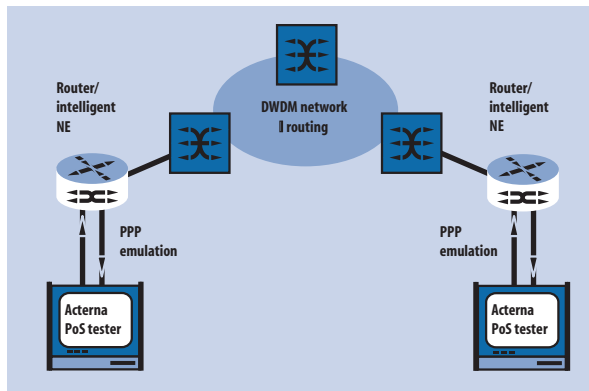 Router/
intelligent
NE
DWDM network
routing
Router/
intelligent
NE
PPP
emulation
PPP
emulation
Acterna
PoS tester
Acterna
PoS tester